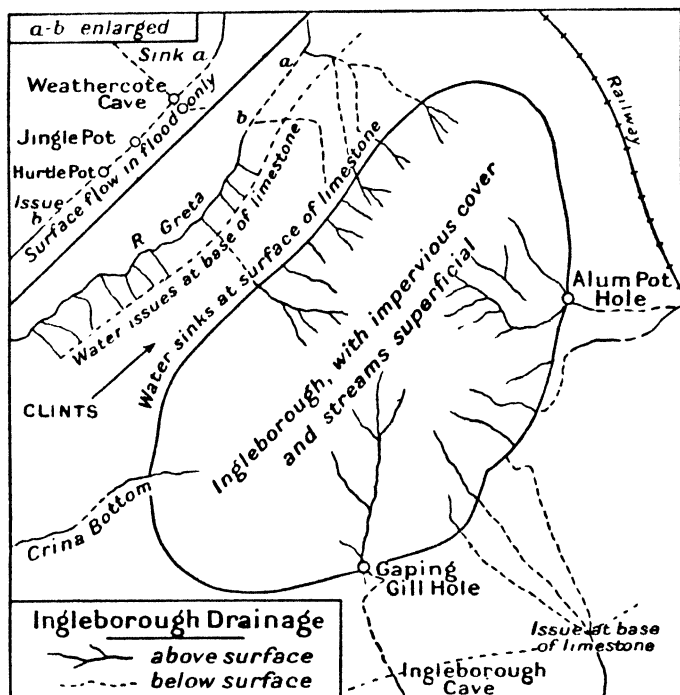 a-b enlarged
Sink a
Weathercote
Cave
Jingle Pot
Hurtle Pot
Issue
b
Surface flow in flood only
a
b
R Greta
Water issues at base of limestone
Water sinks at surface of limestone
CLINTS
Railway
Alum Pot
Hole
Ingleborough, with impervious cover
and streams superficial
Crina Bottom
Gaping
Gill Hole
Issue at base
of limestone
Ingleborough
Cave
Ingleborough Drainage
above surface
below surface